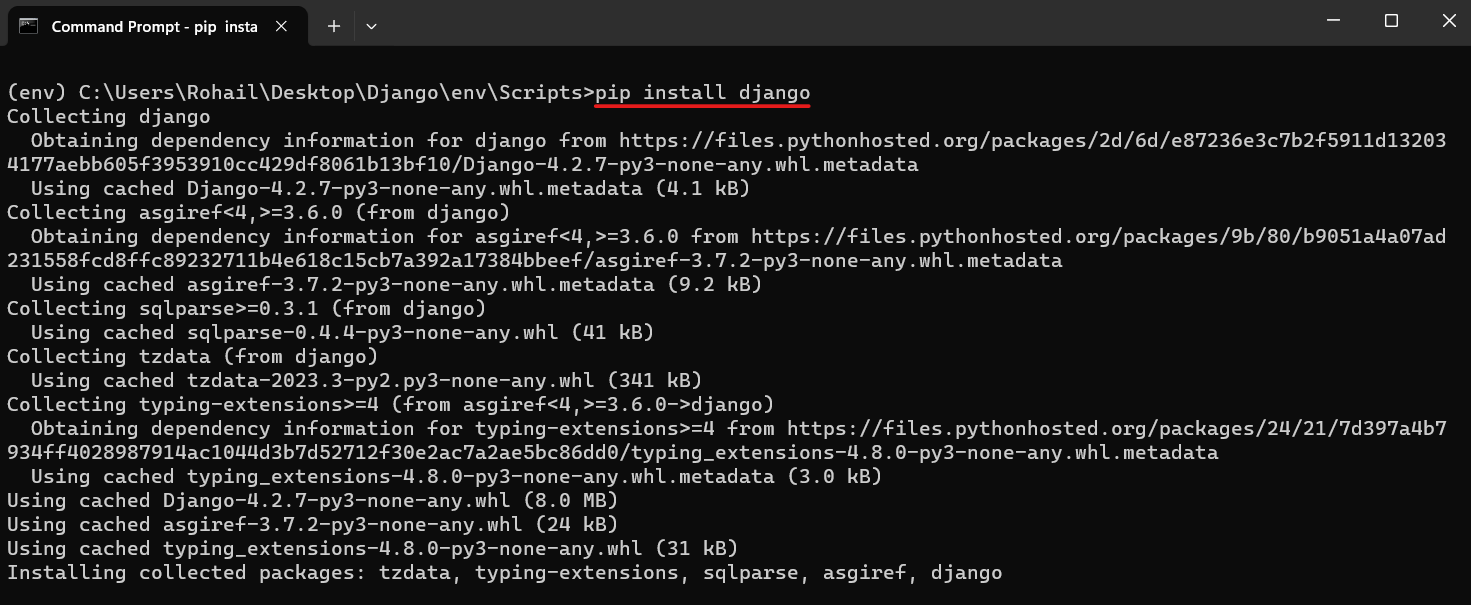 Command Prompt - pip  insta
(env) C:\Users\Rohail\Desktop\Django\env\Scripts>pip install django
Collecting django
  Obtaining dependency information for django from https://files.pythonhosted.org/packages/2d/6d/e87236e3c7b2f5911d13203
4177aebb605f3953910cc429df8061b13bf10/Django-4.2.7-py3-none-any.whl.metadata
  Using cached Django-4.2.7-py3-none-any.whl.metadata (4.1 kB)
Collecting asgiref<4,>=3.6.0 (from django)
  Obtaining dependency information for asgiref<4,>=3.6.0 from https://files.pythonhosted.org/packages/9b/80/b9051a4a07ad
231558fcd8ffc89232711b4e618c15cb7a392a17384bbeef/asgiref-3.7.2-py3-none-any.whl.metadata
  Using cached asgiref-3.7.2-py3-none-any.whl.metadata (9.2 kB)
Collecting sqlparse>=0.3.1 (from django)
  Using cached sqlparse-0.4.4-py3-none-any.whl (41 kB)
Collecting tzdata (from django)
  Using cached tzdata-2023.3-py2.py3-none-any.whl (341 kB)
Collecting typing-extensions>=4 (from asgiref<4,>=3.6.0->django)
  Obtaining dependency information for typing-extensions>=4 from https://files.pythonhosted.org/packages/24/21/7d397a4b7
934ff4028987914ac1044d3b7d52712f30e2ac7a2ae5bc86dd0/typing_extensions-4.8.0-py3-none-any.whl.metadata
  Using cached typing_extensions-4.8.0-py3-none-any.whl.metadata (3.0 kB)
Using cached Django-4.2.7-py3-none-any.whl (8.0 MB)
Using cached asgiref-3.7.2-py3-none-any.whl (24 kB)
Using cached typing_extensions-4.8.0-py3-none-any.whl (31 kB)
Installing collected packages: tzdata, typing-extensions, sqlparse, asgiref, django